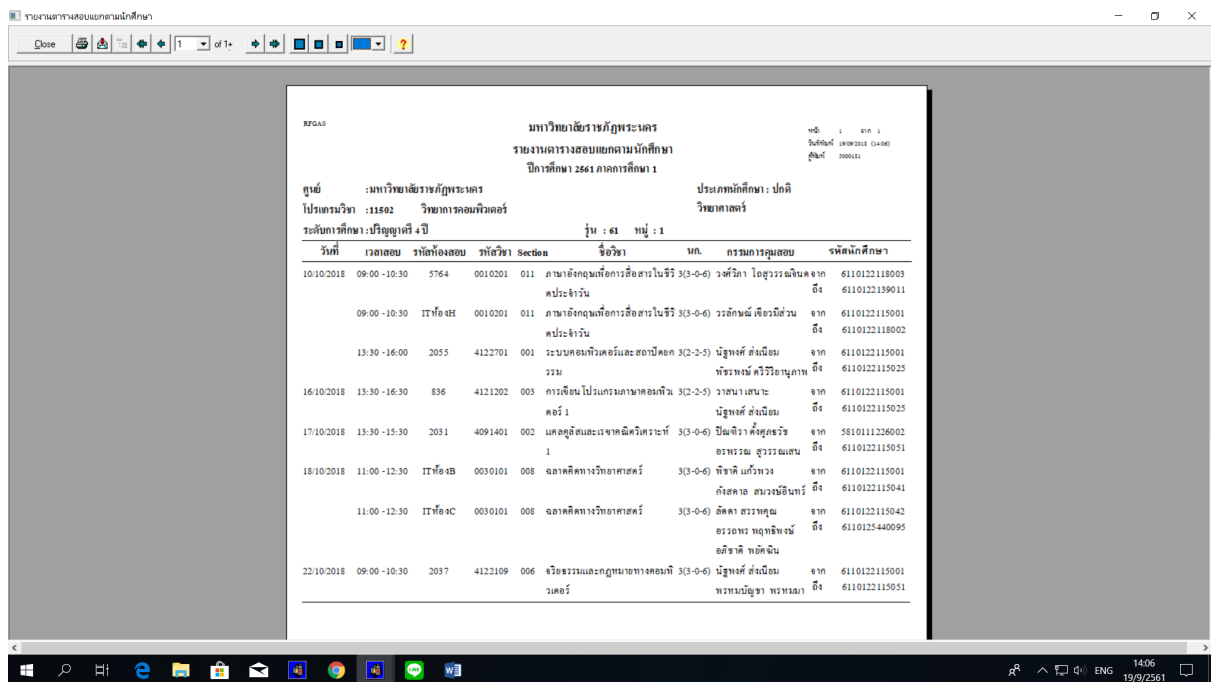 รายงานตารางสอบแยกตามนักศึกษา
Close 1 of 1+ ?
RFGA0
มหาวิทยาลัยราชภัฏพระนคร
หน้า 1 จาก 1
รายงานตารางสอบแยกตามนักศึกษา
วันที่พิมพ์ 19/09/2018 (14:06)
ปีการศึกษา 2561 ภาคการศึกษา 1
ผู้พิมพ์ 5000181
ศูนย์ :มหาวิทยาลัยราชภัฏพระนคร ประเภทนักศึกษา : ปกติ
โปรแกรมวิชา :11502 วิทยาการคอมพิวเตอร์ วิทยาศาสตร์
ระดับการศึกษา :ปริญญาตรี 4 ปี รุ่น : 61 หมู่ : 1
วันที่ เวลาสอบ รหัสห้องสอบ รหัสวิชา Section ชื่อวิชา นก. กรรมการคุมสอบ รหัสนักศึกษา
10/10/2018 09:00 -10:30 5764 0010201 011 ภาษาอังกฤษเพื่อการสื่อสารในชีวิ 3(3-0-6) วงศ์วิภา โถสุวรรณจินด จาก 6110122118003
ตประจำวัน ถึง 6110122139011
09:00 -10:30 ITห้องH 0010201 011 ภาษาอังกฤษเพื่อการสื่อสารในชีวิ 3(3-0-6) วรลักษณ์ เขียวมีส่วน จาก 6110122115001
ตประจำวัน ถึง 6110122118002
13:30 -16:00 2055 4122701 001 ระบบคอมพิวเตอร์และสถาปัตยก 3(2-2-5) นัฐพงศ์ ส่งเนียม จาก 6110122115001
รรม พัชรพงษ์ ตรีวิริยานุภาพ ถึง 6110122115025
16/10/2018 13:30 -16:30 836 4121202 003 การเขียนโปรแกรมภาษาคอมพิวเ 3(2-2-5) วาสนา เสนาะ จาก 6110122115001
ตอร์ 1 นัฐพงศ์ ส่งเนียม ถึง 6110122115025
17/10/2018 13:30 -15:30 2031 4091401 002 แคลคูลัสและเรขาคณิตวิเคราะห์ 3(3-0-6) ปัณฑิรา ตั้งศุภธวัช จาก 5810111226002
1 อรพรรณ สุวรรณแสน ถึง 6110122115051
18/10/2018 11:00 -12:30 ITห้องB 0030101 008 ฉลาดคิดทางวิทยาศาสตร์ 3(3-0-6) พิชาติ แก้วพวง จาก 6110122115001
กังสดาล สมวงษ์อินทร์ ถึง 6110122115041
11:00 -12:30 ITห้องC 0030101 008 ฉลาดคิดทางวิทยาศาสตร์ 3(3-0-6) ลัดดา สรรพคุณ จาก 6110122115042
อรรถพร พฤทธิพงษ์ ถึง 6110125440095
อภิชาติ พยัคฆิน
22/10/2018 09:00 -10:30 2037 4122109 006 จริยธรรมและกฎหมายทางคอมพิ 3(3-0-6) นัฐพงศ์ ส่งเนียม จาก 6110122115001
วเตอร์ พรหมบัญชา พรหมมา ถึง 6110122115051
LINE ENG 14:06
19/9/2561